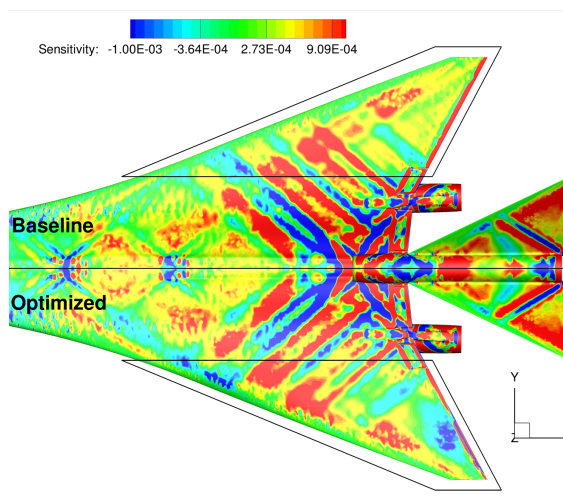 Sensitivity: -1.00E-03 -3.64E-04 2.73E-04 9.09E-04
Baseline
Optimized
Y
Z